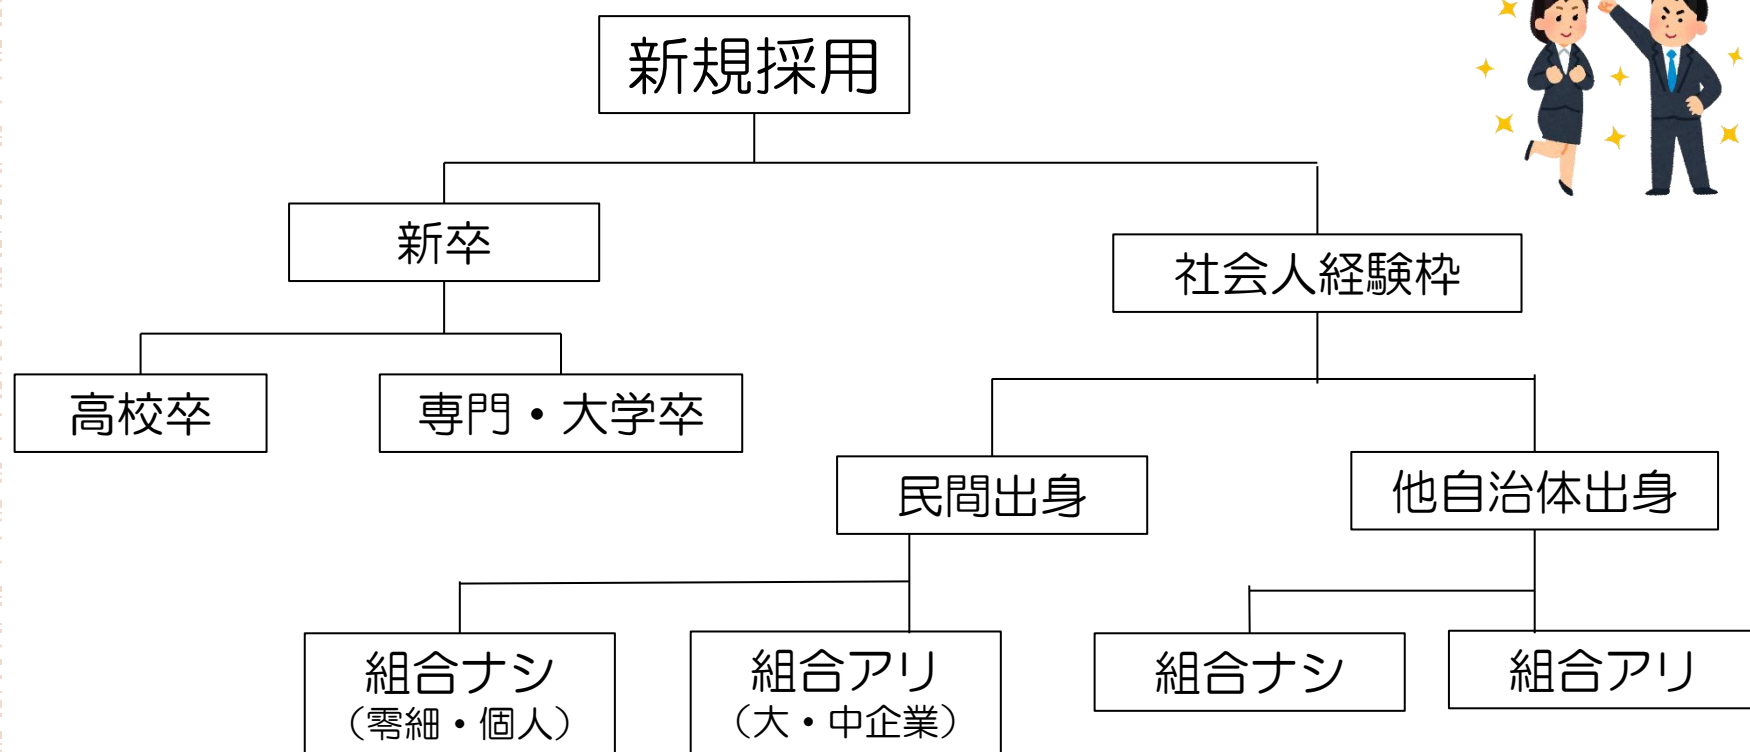 新規採用
新卒
社会人経験枠
高校卒
専門・大学卒
民間出身
他自治体出身
組合ナシ
（零細・個人）
組合アリ
（大・中企業）
組合ナシ
組合アリ